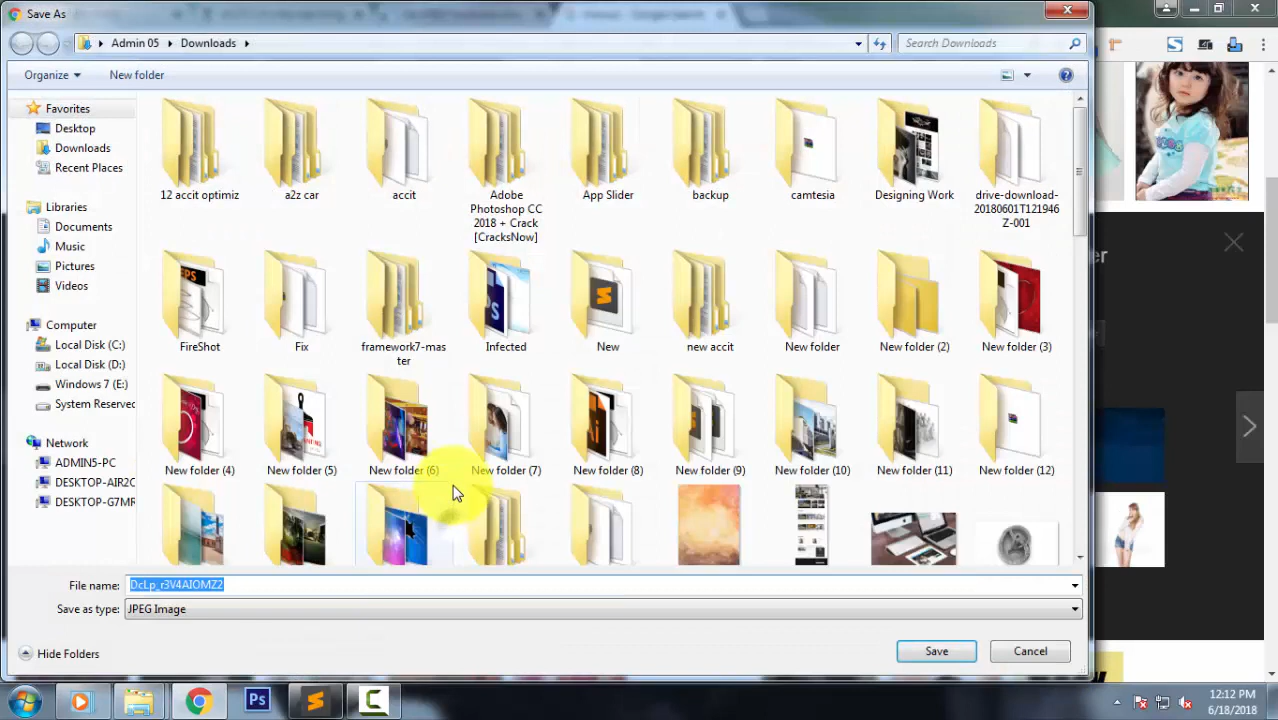 Save As
Admin 05
Downloads
Search Downloads
Organize
New folder
Favorites
Desktop
Downloads
Recent Places
Libraries
Documents
Music
Pictures
Videos
Computer
Local Disk (C:)
Local Disk (D:)
Windows 7 (E:)
System Reserved
Network
ADMIN5-PC
DESKTOP-AIR2C
DESKTOP-G7MR
12 accit optimiz
a2z car
accit
Adobe
Photoshop CC
2018 + Crack
[CracksNow]
App Slider
backup
camtesia
Designing Work
drive-download-
20180601T121946
Z-001
FireShot
Fix
framework7-mas
ter
Infected
New
new accit
New folder
New folder (2)
New folder (3)
New folder (4)
New folder (5)
New folder (6)
New folder (7)
New folder (8)
New folder (9)
New folder (10)
New folder (11)
New folder (12)
File name:
DcLp_r3V4AIOMZ2
Save as type:
JPEG Image
Hide Folders
Save
Cancel
er
Ps
12:12 PM
6/18/2018